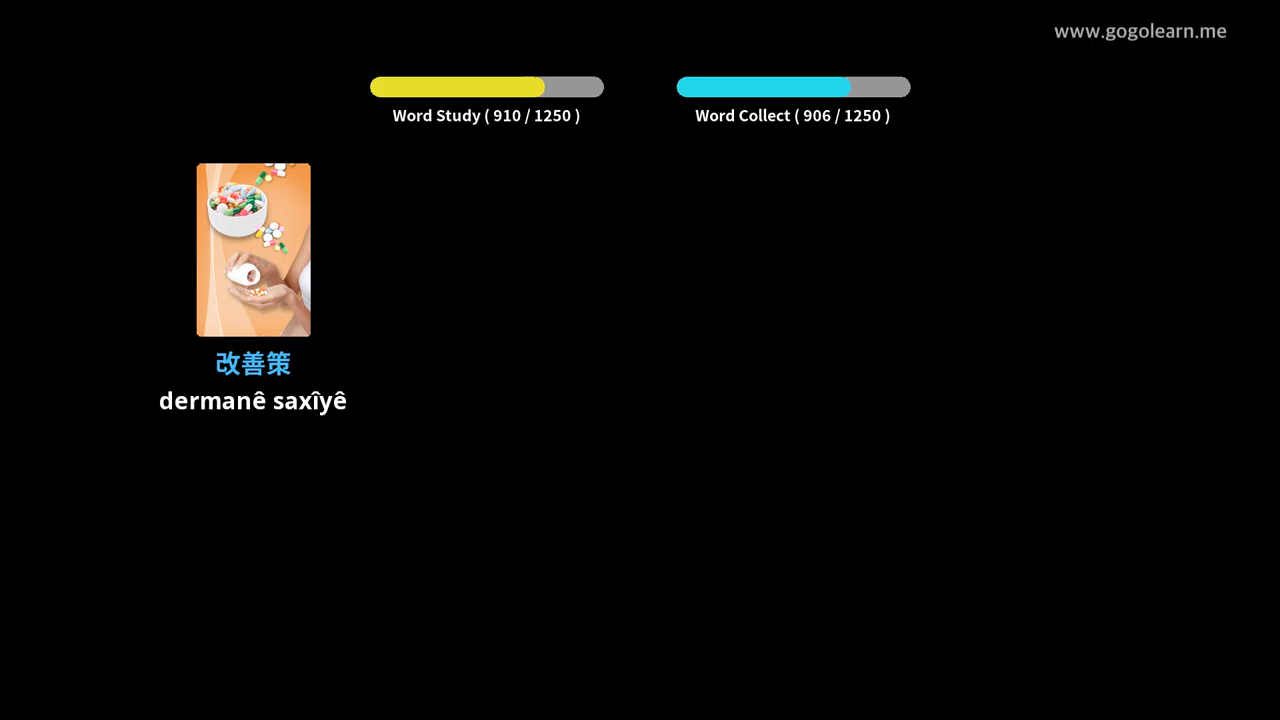 www.gogolearn.me
Word Study ( 910 / 1250 )
Word Collect ( 906 / 1250 )
改善策
dermanê saxîyê